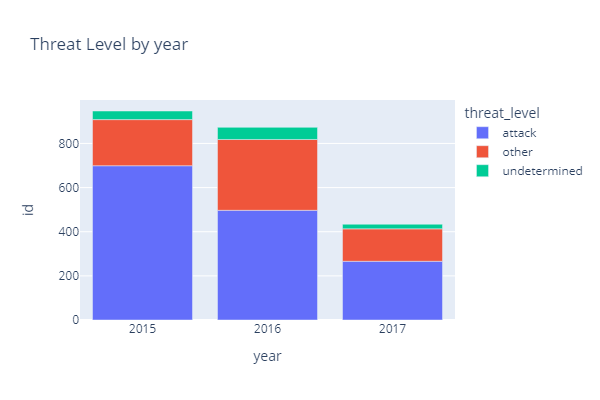 Threat Level by year
threat_level
attack
other
undetermined
800
600
400
200
0
id
2015 2016 2017
year